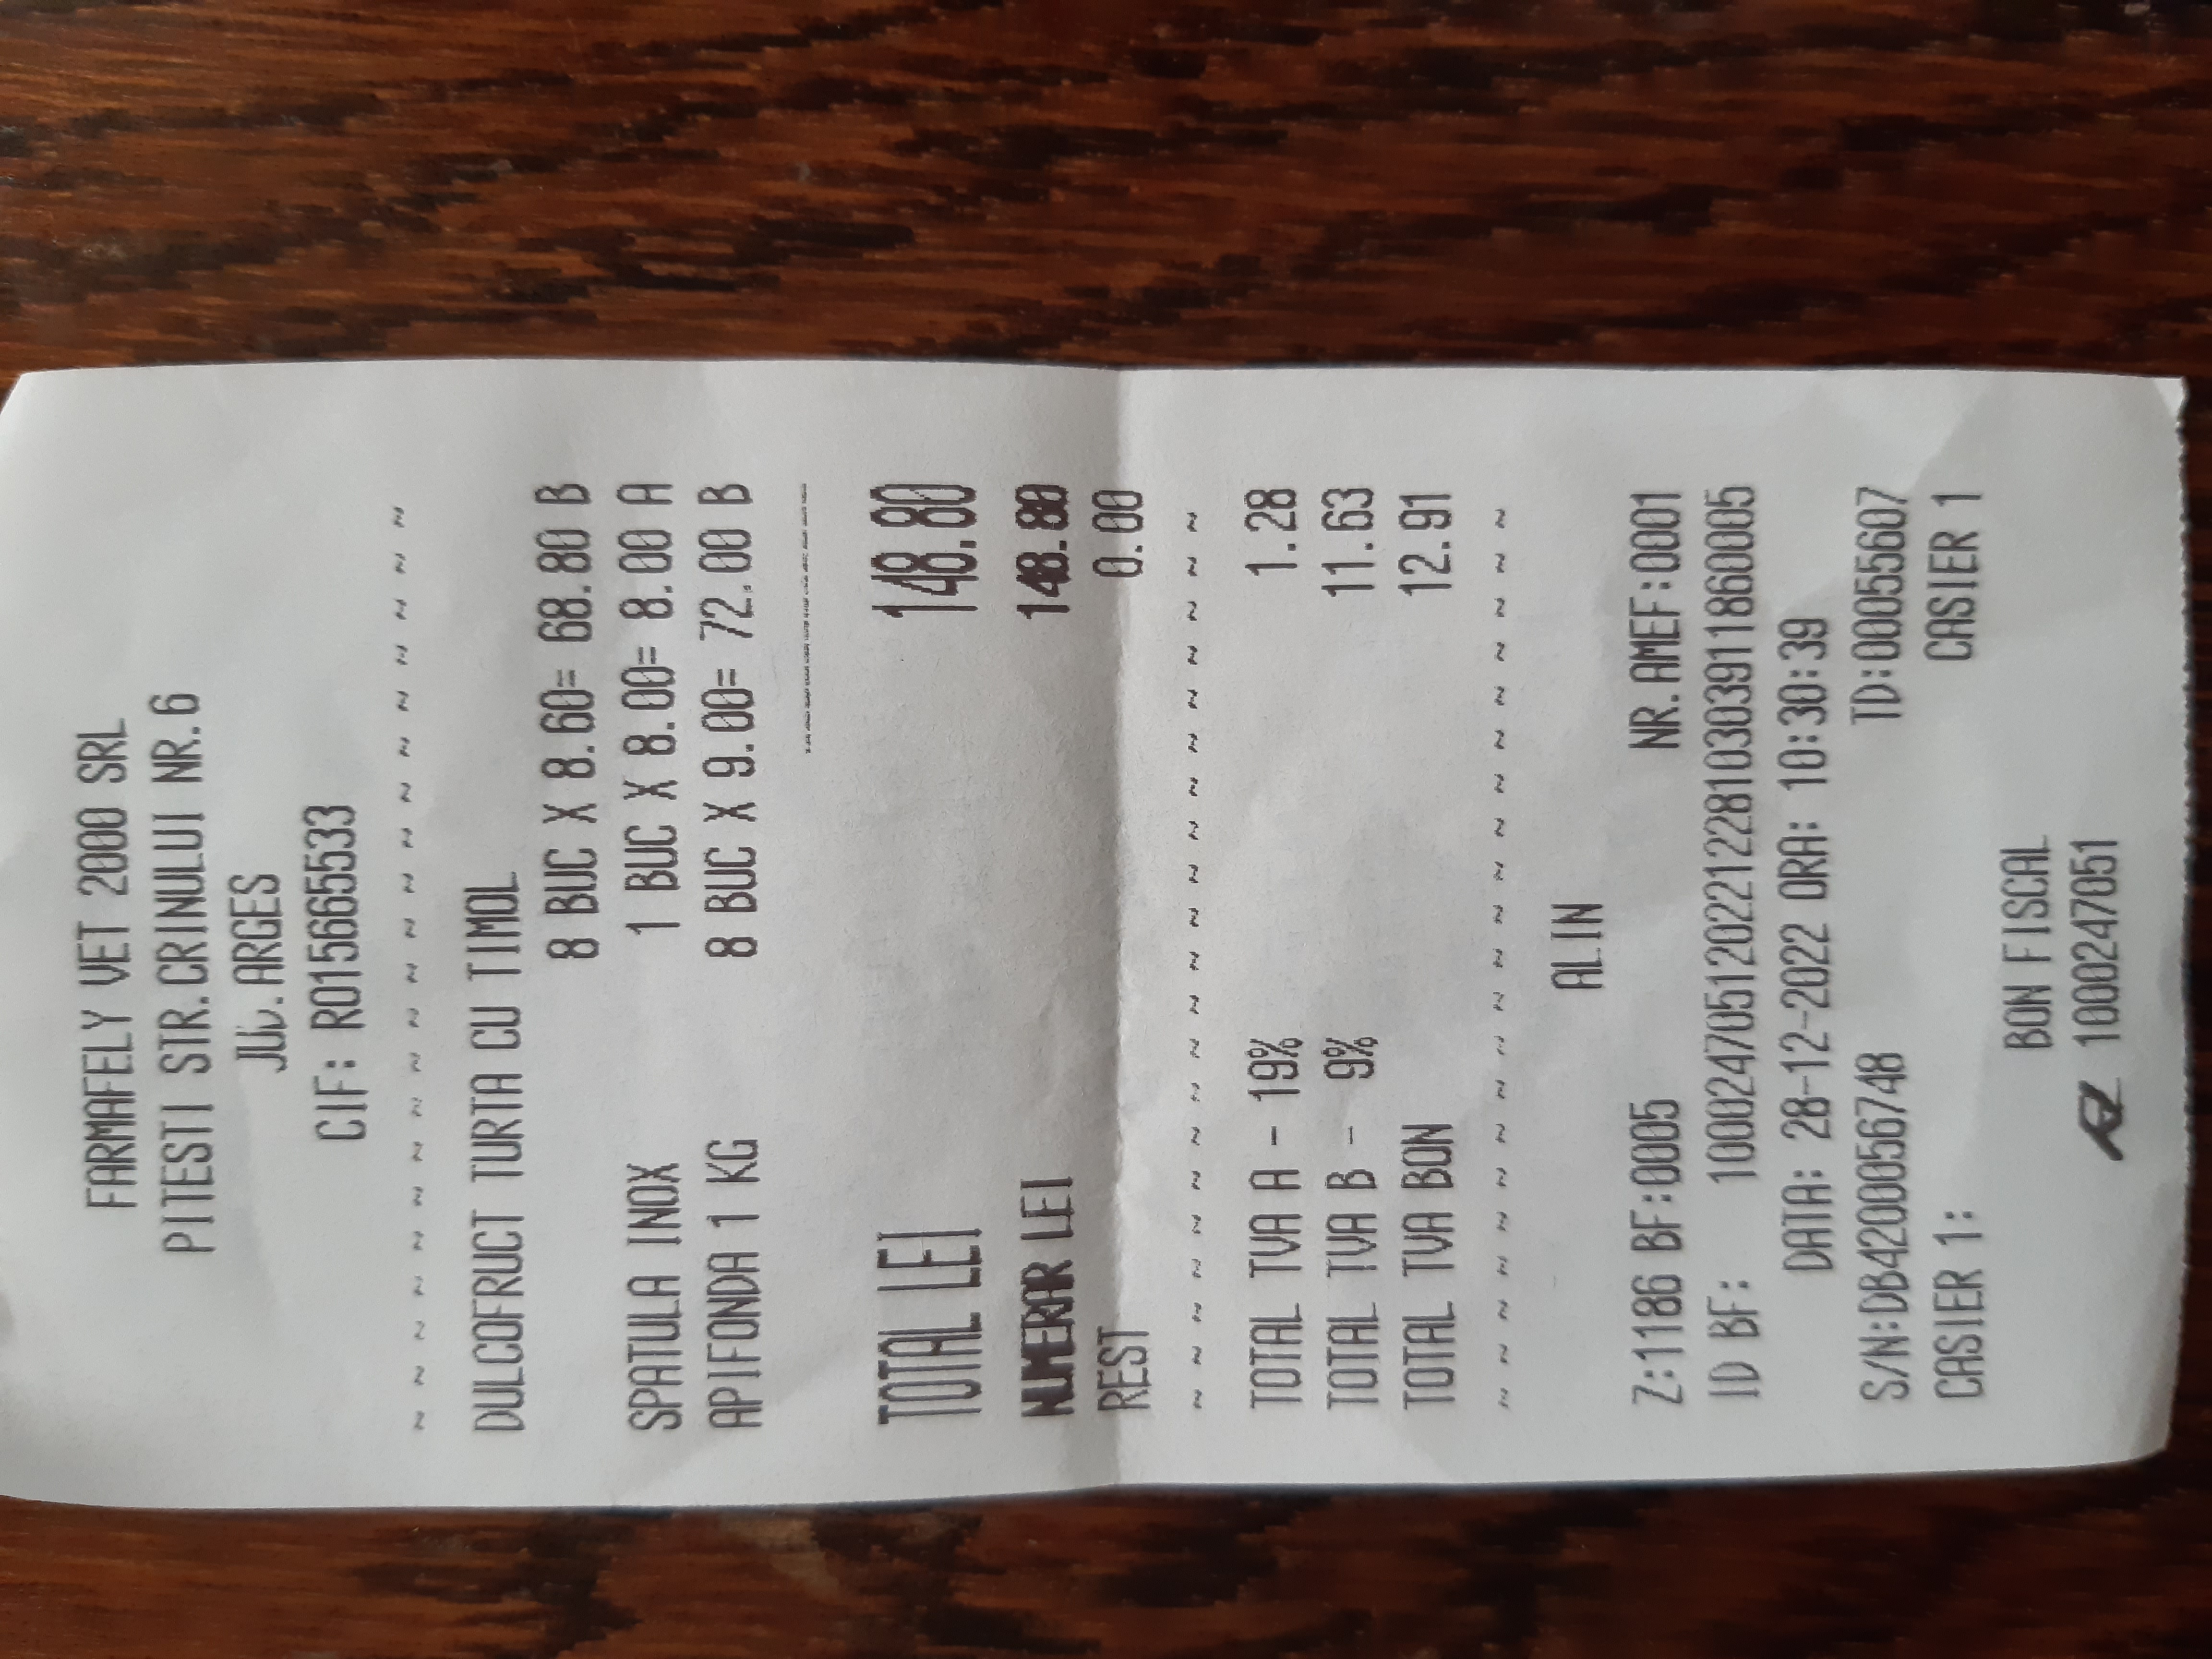 FARMAFELY VET 2000 SRL
PITESTI STR.CRINULUI NR.6
JUD.ARGES
CIF: RO15665533
~ ~ ~ ~ ~ ~ ~ ~ ~ ~ ~ ~ ~ ~ ~ ~ ~ ~ ~ ~ ~ ~
DULCOFRUCT TURTA CU TIMOL
8 BUC X 8.60= 68.80 B
SPATULA INOX 1 BUC X 8.00= 8.00 A
APIFONDA 1 KG 8 BUC X 9.00= 72.00 B
TOTAL LEI 148.80
NUMERAR LEI 148.80
REST 0.00
~ ~ ~ ~ ~ ~ ~ ~ ~ ~ ~ ~ ~ ~ ~ ~ ~ ~ ~ ~ ~ ~
TOTAL TVA A - 19% 1.28
TOTAL TVA B - 9% 11.63
TOTAL TVA BON 12.91
~ ~ ~ ~ ~ ~ ~ ~ ~ ~ ~ ~ ~ ~ ~ ~ ~ ~ ~ ~ ~ ~
ALIN
Z:1186 BF:0005 NR.AMEF:0001
ID BF: 10002470512022122810303911860005
DATA: 28-12-2022 ORA: 10:30:39
S/N:DB4200056748 TD:00055607
CASIER 1: CASIER 1
BON FISCAL
1000247051